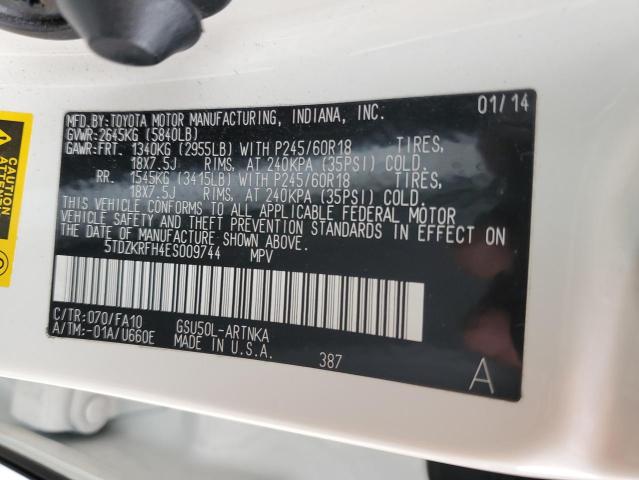 MFD.BY:TOYOTA MOTOR MANUFACTURING, INDIANA, INC. 01/14
GVWR:2645KG (5840LB)
GAWR:FRT. 1340KG (2955LB) WITH P245/60R18 TIRES,
18X7.5J RIMS, AT 240KPA (35PSI) COLD.
RR. 1545KG (3415LB) WITH P245/60R18 TIRES,
18X7.5J RIMS, AT 240KPA (35PSI) COLD.
THIS VEHICLE CONFORMS TO ALL APPLICABLE FEDERAL MOTOR
VEHICLE SAFETY AND THEFT PREVENTION STANDARDS IN EFFECT ON
THE DATE OF MANUFACTURE SHOWN ABOVE.
5TDZKRFH4ES009744 MPV
C/TR:070/FA10 GSU50L-ARTNKA
A/TM:-01A/U660E MADE IN U.S.A. 387
A
CAUTION